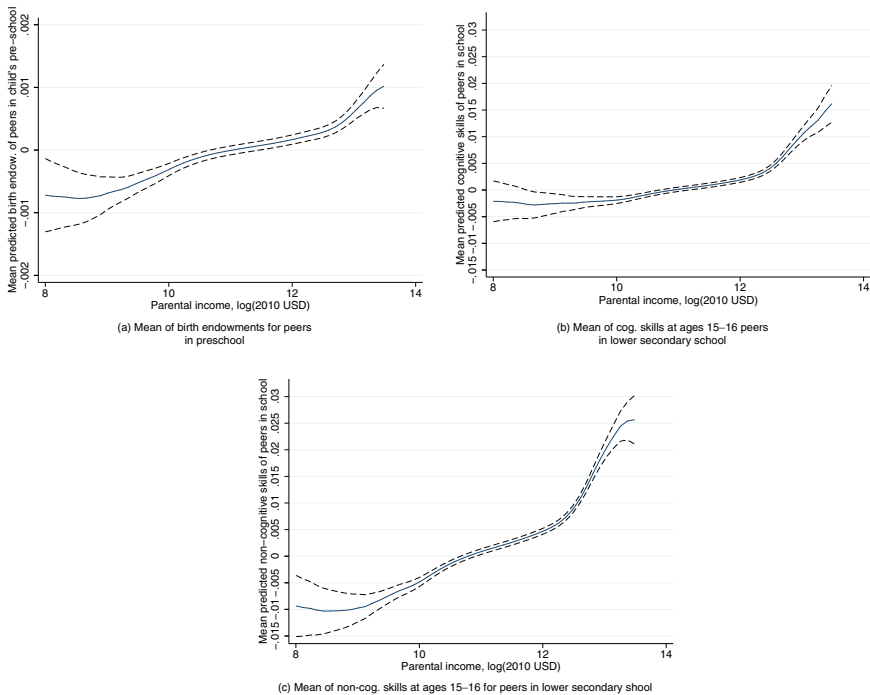 Mean predicted birth endow. of peers in child's pre−school
.002
.001
0
−.001
−.002
8 10 12 14
Parental income, log(2010 USD)
(a) Mean of birth endowments for peers
in preschool
Mean predicted cognitive skills of peers in school
.03
.025
.02
.015
.01
.005
0
−.005
−.01
−.015
8 10 12 14
Parental income, log(2010 USD)
(b) Mean of cog. skills at ages 15–16 peers
in lower secondary school
Mean predicted non−cognitive skills of peers in school
.03
.025
.02
.015
.01
.005
0
−.005
−.01
−.015
8 10 12 14
Parental income, log(2010 USD)
(c) Mean of non-cog. skills at ages 15–16 for peers in lower secondary shool